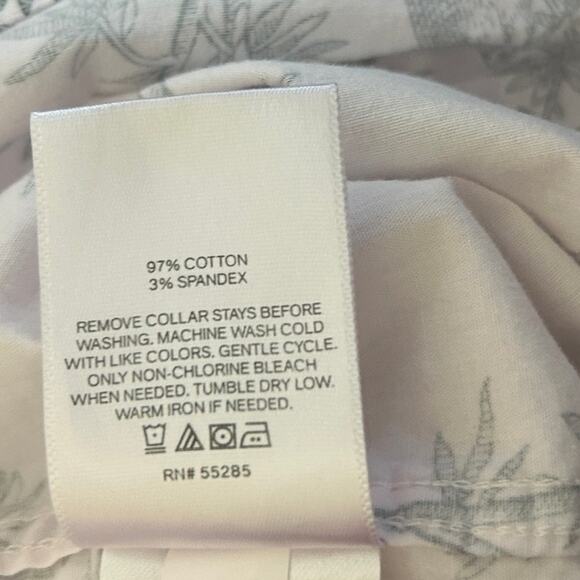 97% COTTON
3% SPANDEX
REMOVE COLLAR STAYS BEFORE
WASHING. MACHINE WASH COLD
WITH LIKE COLORS. GENTLE CYCLE.
ONLY NON-CHLORINE BLEACH
WHEN NEEDED. TUMBLE DRY LOW.
WARM IRON IF NEEDED.
RN# 55285